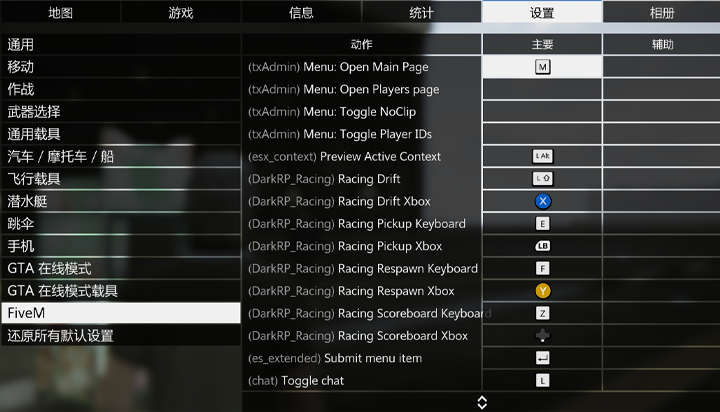 地图 游戏 信息 统计 设置 相册
通用 动作 主要 辅助
移动 (txAdmin) Menu: Open Main Page M
作战 (txAdmin) Menu: Open Players page
武器选择 (txAdmin) Menu: Toggle NoClip
通用载具 (txAdmin) Menu: Toggle Player IDs
汽车 / 摩托车 / 船 (esx_context) Preview Active Context L Alt
飞行载具 (DarkRP_Racing) Racing Drift L ⇧
潜水艇 (DarkRP_Racing) Racing Drift Xbox X
跳伞 (DarkRP_Racing) Racing Pickup Keyboard E
手机 (DarkRP_Racing) Racing Pickup Xbox LB
GTA 在线模式 (DarkRP_Racing) Racing Respawn Keyboard F
GTA 在线模式载具 (DarkRP_Racing) Racing Respawn Xbox Y
FiveM (DarkRP_Racing) Racing Scoreboard Keyboard Z
还原所有默认设置 (DarkRP_Racing) Racing Scoreboard Xbox
(es_extended) Submit menu item
(chat) Toggle chat L